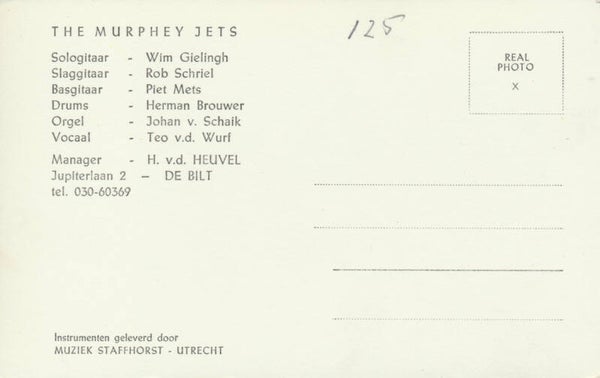 THE MURPHEY JETS
Sologitaar - Wim Gielingh
Slaggitaar - Rob Schriel
Basgitaar - Piet Mets
Drums - Herman Brouwer
Orgel - Johan v. Schaik
Vocaal - Teo v.d. Wurf
Manager - H. v.d. HEUVEL
Jupiterlaan 2 – DE BILT
tel. 030-60369
Instrumenten geleverd door
MUZIEK STAFFHORST - UTRECHT
125
REAL
PHOTO
X